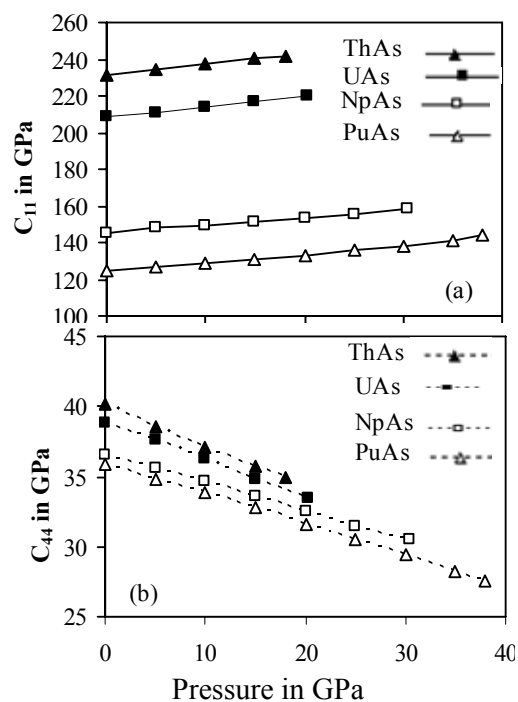 260
240
220
200
180
160
140
120
100
C11 in GPa
ThAs
UAs
NpAs
PuAs
(a)
45
40
35
30
25
C44 in GPa
ThAs
UAs
NpAs
PuAs
(b)
0 10 20 30 40
Pressure in GPa